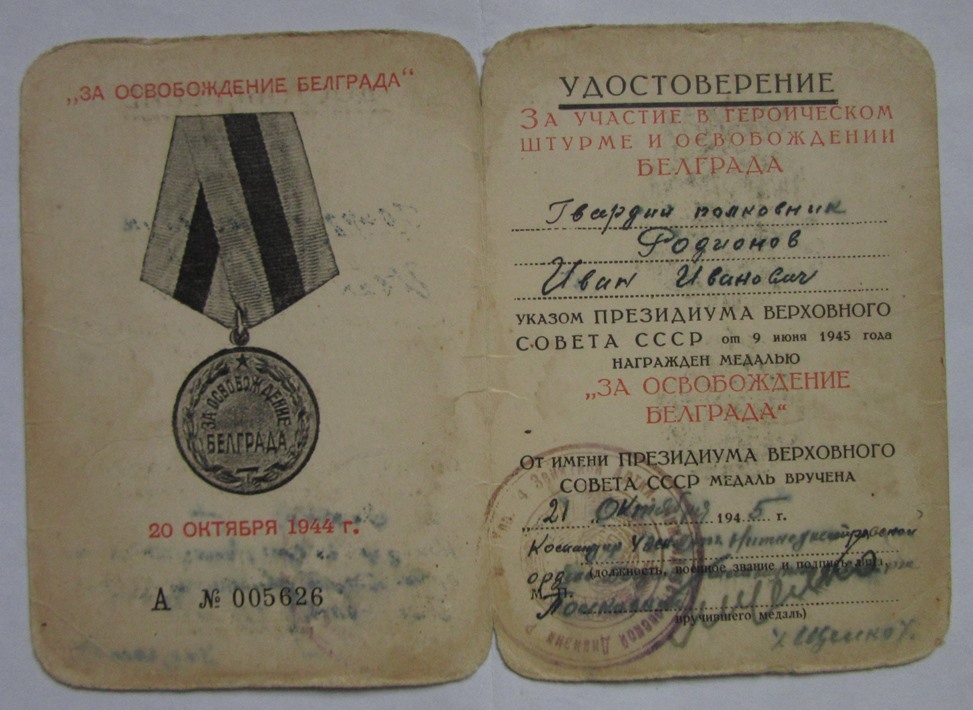 „ЗА ОСВОБОЖДЕНИЕ БЕЛГРАДА“
ЗА ОСВОБОЖДЕНИЕ
БЕЛГРАДА
20 ОКТЯБРЯ 1944 г.
А № 005626
УДОСТОВЕРЕНИЕ
ЗА УЧАСТИЕ В ГЕРОИЧЕСКОМ
ШТУРМЕ И ОСВОБОЖДЕНИИ
БЕЛГРАДА
Гвардии полковник
Родионов
Иван Иванович
УКАЗОМ ПРЕЗИДИУМА ВЕРХОВНОГО
СОВЕТА СССР от 9 июня 1945 года
НАГРАЖДЕН МЕДАЛЬЮ
„ЗА ОСВОБОЖДЕНИЕ
БЕЛГРАДА“
ОТ ИМЕНИ ПРЕЗИДИУМА ВЕРХОВНОГО
СОВЕТА СССР МЕДАЛЬ ВРУЧЕНА
21 Октября 1945 г.
Командир
(должность, военное звание и подпись лица,
М. П.
вручившего медаль)